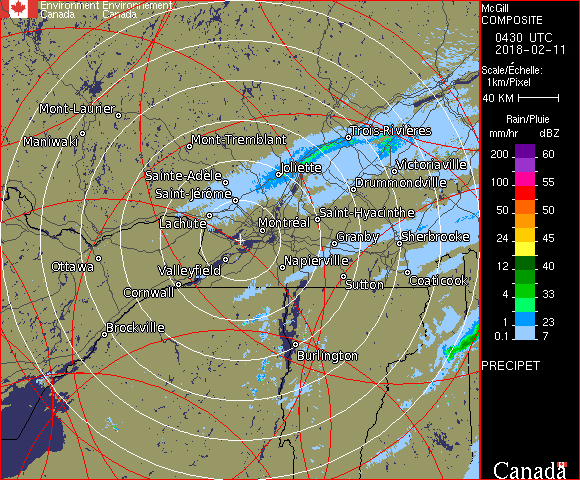 Environment Environnement
Canada Canada
McGill
COMPOSITE
0430 UTC
2018-02-11
Scale/Échelle:
1km/Pixel
40 KM
Rain/Pluie
mm/hr dBZ
200 60
100 55
50 50
24 45
12 40
4 33
2 23
0.1 7
PRECIPET
Canada
Mont-Laurier
Maniwaki
Mont-Tremblant
Trois-Rivières
Sainte-Adèle
Joliette
Victoriaville
Saint-Jérôme
Drummondville
Lachute
Montréal
Saint-Hyacinthe
Granby
Sherbrooke
Ottawa
Valleyfield
Napierville
Cornwall
Sutton
Coaticook
Brockville
Burlington